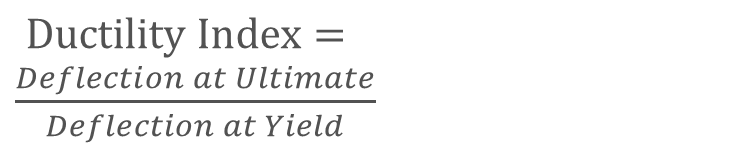 Ductility Index =
Deflection at Ultimate
Deflection at Yield